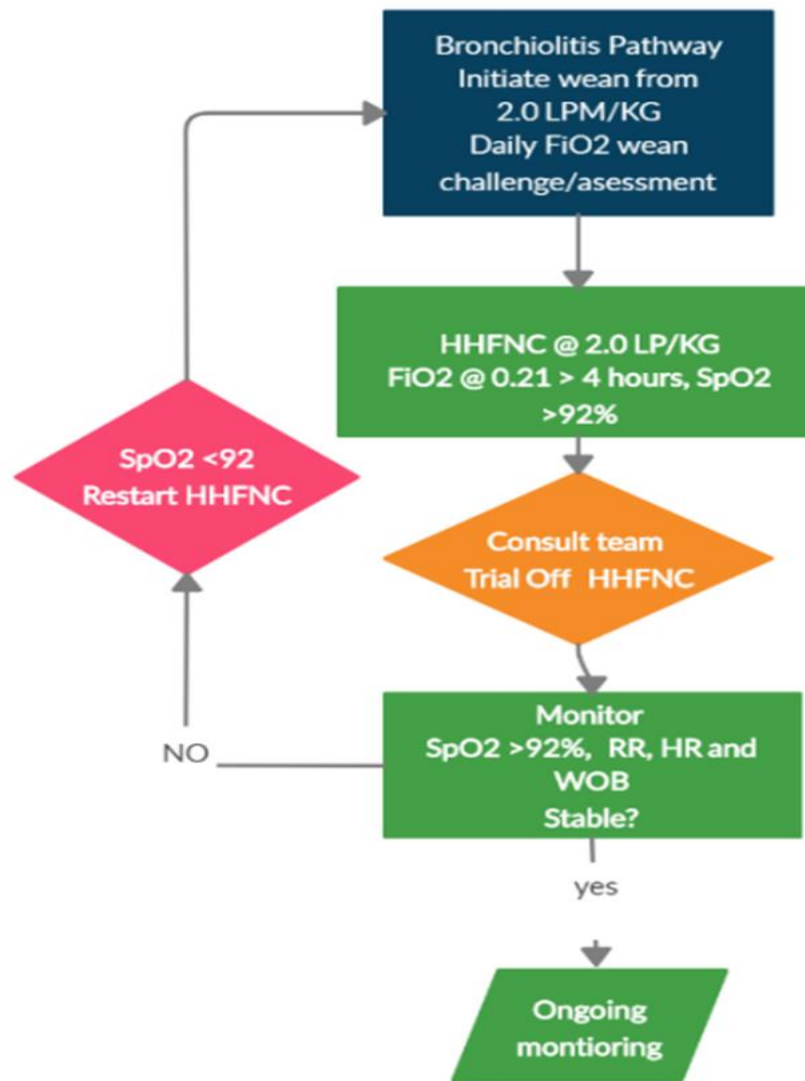 Bronchiolitis Pathway
Initiate wean from
2.0 LPM/KG
Daily FiO2 wean
challenge/asessment
HHFNC @ 2.0 LP/KG
FiO2 @ 0.21 > 4 hours, SpO2
>92%
SpO2 <92
Restart HHFNC
Consult team
Trial Off HHFNC
Monitor
SpO2 >92%, RR, HR and
WOB
Stable?
NO
yes
Ongoing
montioring